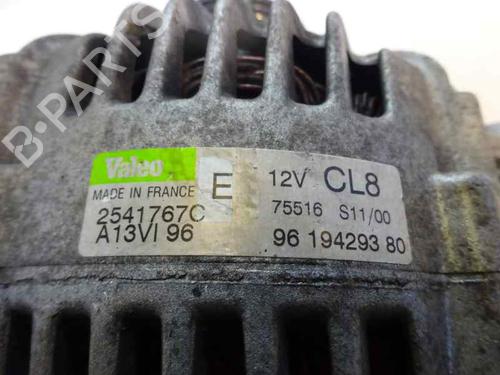 B-PARTS
Valeo
MADE IN FRANCE
E
12V CL8
2541767C
75516 S11/00
A13VI 96
96 194293 80